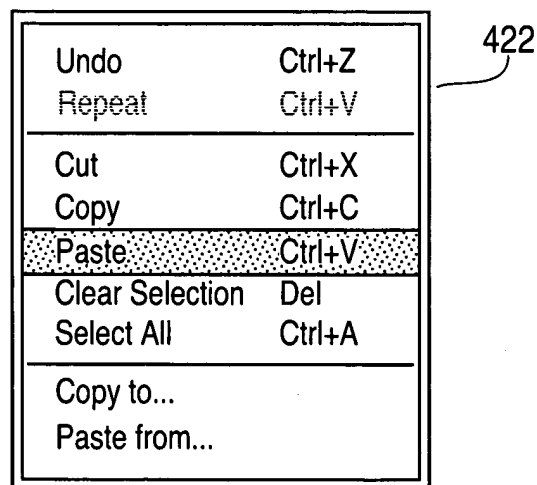 422
Undo Ctrl+Z
Repeat Ctrl+V
Cut Ctrl+X
Copy Ctrl+C
Paste Ctrl+V
Clear Selection Del
Select All Ctrl+A
Copy to...
Paste from...